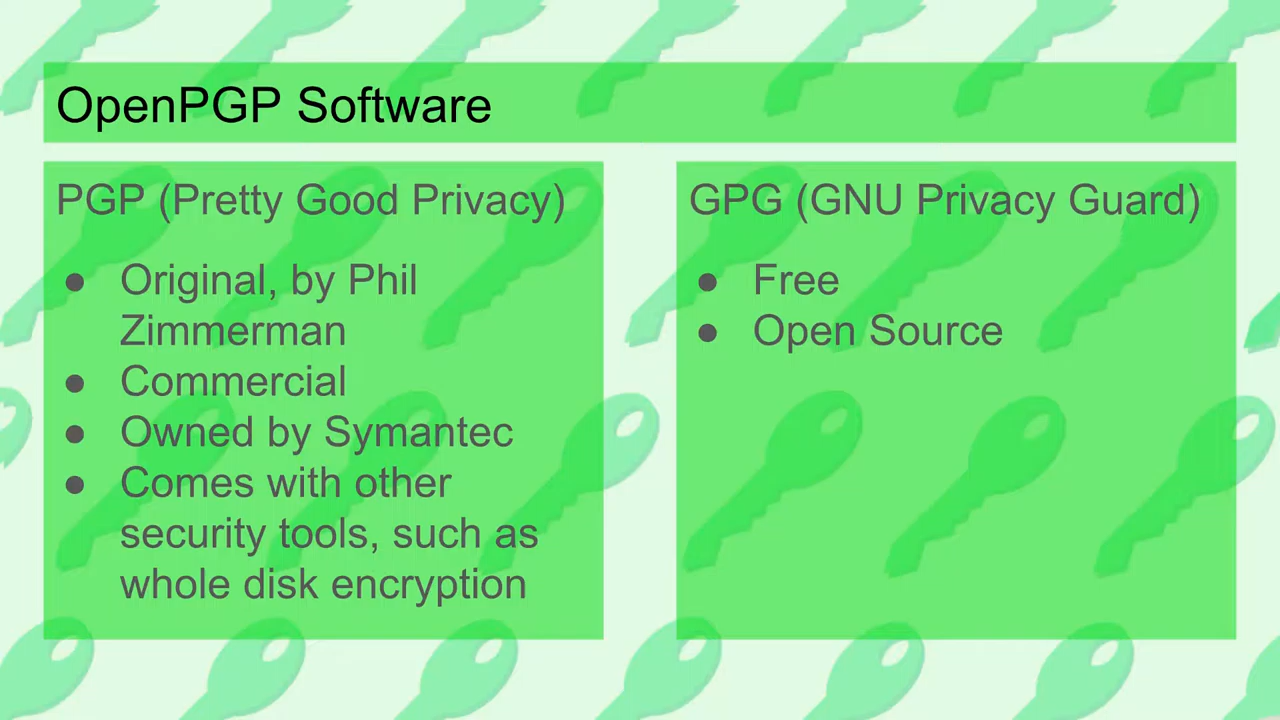 OpenPGP Software
PGP (Pretty Good Privacy)
● Original, by Phil
Zimmerman
● Commercial
● Owned by Symantec
● Comes with other
security tools, such as
whole disk encryption
GPG (GNU Privacy Guard)
● Free
● Open Source